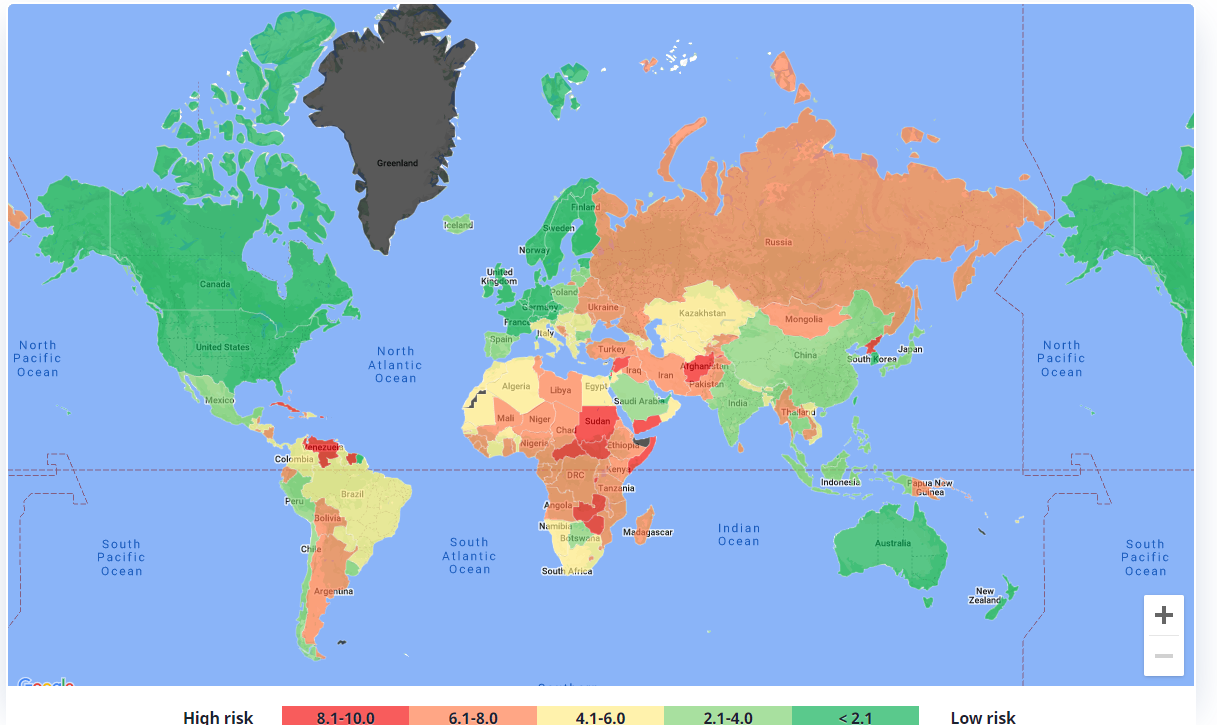 Greenland
Iceland
Finland
Sweden
Norway
Russia
United
Kingdom
Canada
Poland
Germany
Ukraine
Kazakhstan
Mongolia
France
Italy
Spain
United States
North
Pacific
Ocean
North
Atlantic
Ocean
Turkey
China
South Korea
Japan
North
Pacific
Ocean
Afghanistan
Iraq
Iran
Pakistan
Algeria
Libya
Egypt
Saudi Arabia
Mexico
India
Thailand
Mali
Niger
Chad
Sudan
Nigeria
Ethiopia
Venezuela
Colombia
DRC
Kenya
Tanzania
Indonesia
Papua New
Guinea
Peru
Brazil
Angola
Bolivia
Namibia
Botswana
Madagascar
Indian
Ocean
South
Pacific
Ocean
South
Atlantic
Ocean
Chile
Argentina
South Africa
Australia
New
Zealand
South
Pacific
Ocean
+
−
Google
Southern
High risk 8.1-10.0 6.1-8.0 4.1-6.0 2.1-4.0 < 2.1 Low risk